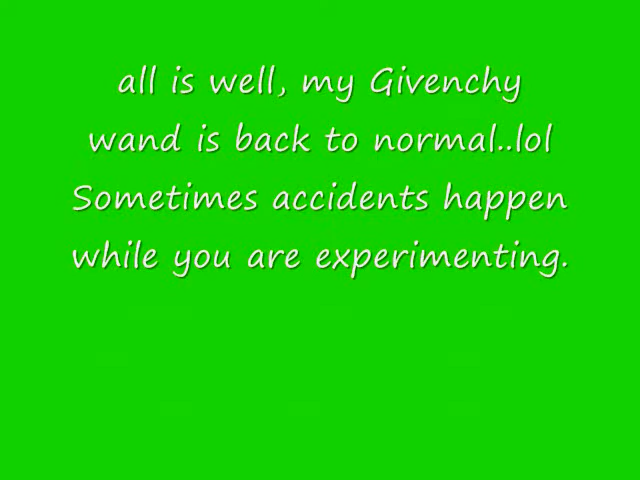 all is well, my Givenchy
wand is back to normal..lol
Sometimes accidents happen
while you are experimenting.